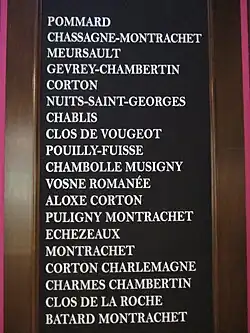 POMMARD
CHASSAGNE-MONTRACHET
MEURSAULT
GEVREY-CHAMBERTIN
CORTON
NUITS-SAINT-GEORGES
CHABLIS
CLOS DE VOUGEOT
POUILLY-FUISSE
CHAMBOLLE MUSIGNY
VOSNE ROMANÉE
ALOXE CORTON
PULIGNY MONTRACHET
ECHEZEAUX
MONTRACHET
CORTON CHARLEMAGNE
CHARMES CHAMBERTIN
CLOS DE LA ROCHE
BATARD MONTRACHET